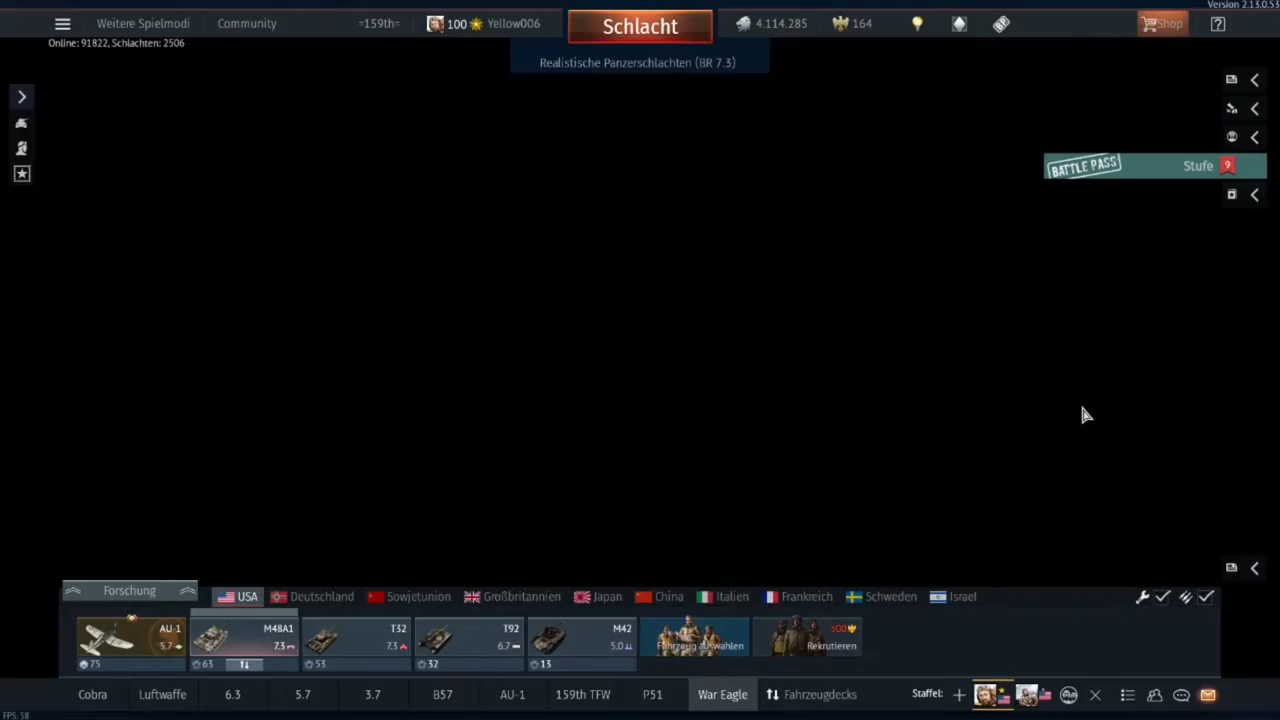 Version 2.13.0.53
Weitere Spielmodi Community =159th= 100 Yellow006 Schlacht 4.114.285 164 Shop
Online: 91822, Schlachten: 2506
Realistische Panzerschlachten (BR 7.3)
BATTLE PASS Stufe 9
Forschung USA Deutschland Sowjetunion Großbritannien Japan China Italien Frankreich Schweden Israel
AU-1 M48A1 T32 T92 M42 500
5.7 7.3 7.3 6.7 5.0 Fahrzeug auswählen Rekrutieren
75 63 53 32 13
Cobra Luftwaffe 6.3 5.7 3.7 B57 AU-1 159th TFW P51 War Eagle Fahrzeugdecks Staffel:
FPS: 58